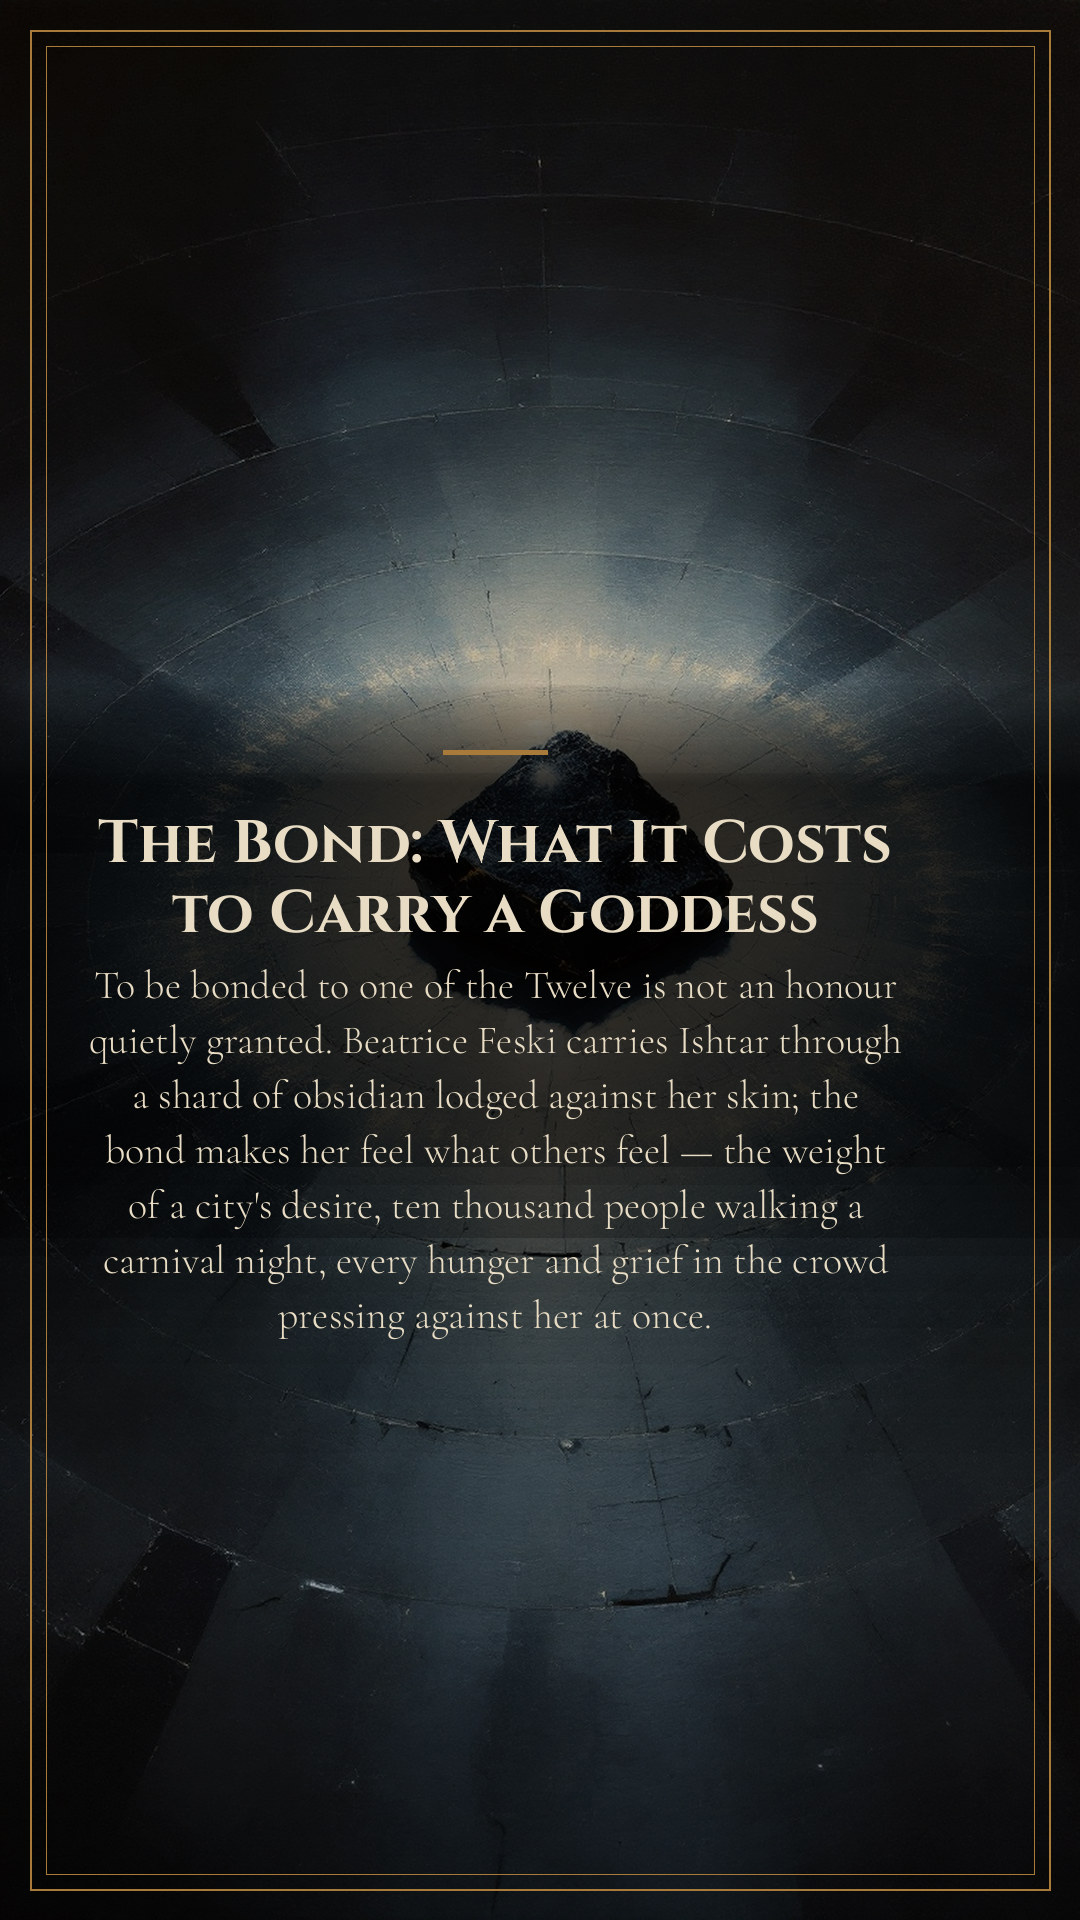 The Bond: What It Costs
to Carry a Goddess
To be bonded to one of the Twelve is not an honour
quietly granted. Beatrice Feski carries Ishtar through
a shard of obsidian lodged against her skin; the
bond makes her feel what others feel — the weight
of a city's desire, ten thousand people walking a
carnival night, every hunger and grief in the crowd
pressing against her at once.